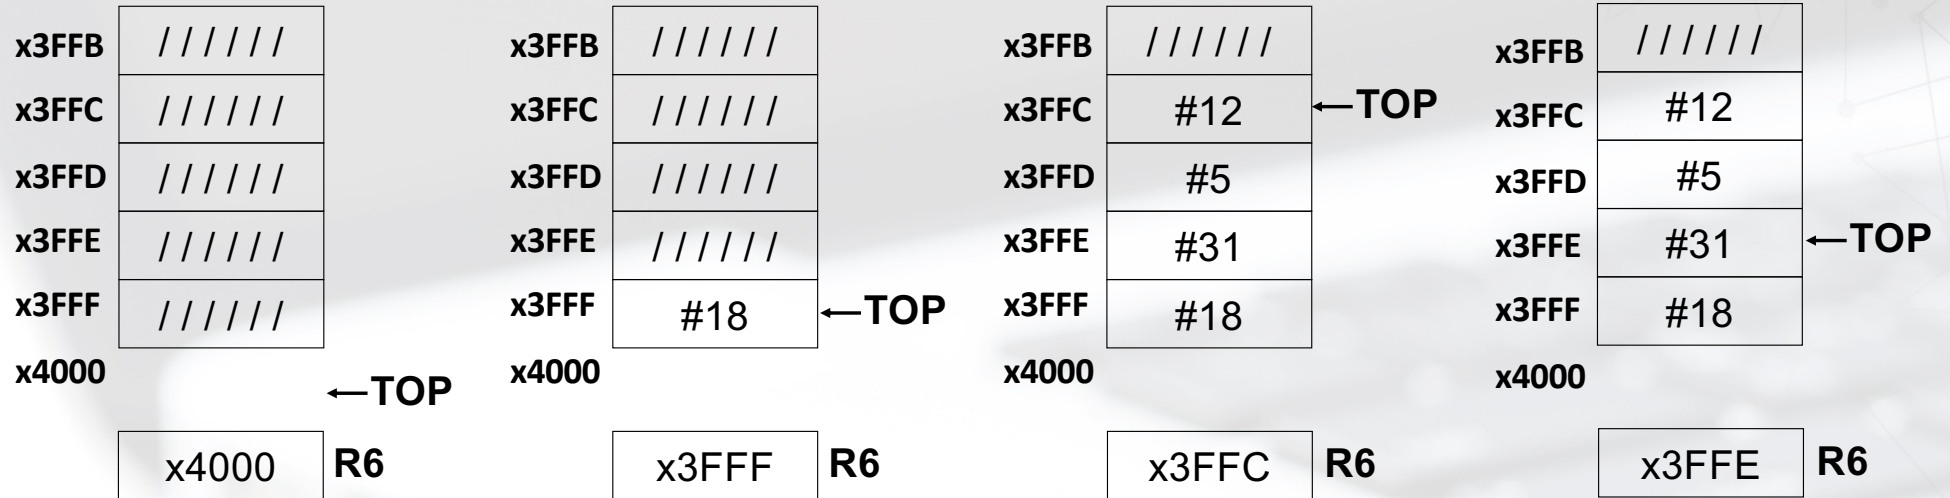 x3FFB / / / / / / x3FFB / / / / / / x3FFB / / / / / / x3FFB / / / / / /
x3FFC / / / / / / x3FFC / / / / / / x3FFC #12 ←TOP x3FFC #12
x3FFD / / / / / / x3FFD / / / / / / x3FFD #5 x3FFD #5
x3FFE / / / / / / x3FFE / / / / / / x3FFE #31 x3FFE #31 ←TOP
x3FFF / / / / / / x3FFF #18 ←TOP x3FFF #18 x3FFF #18
x4000 ←TOP x4000 x4000 x4000
x4000 R6 x3FFF R6 x3FFC R6 x3FFE R6